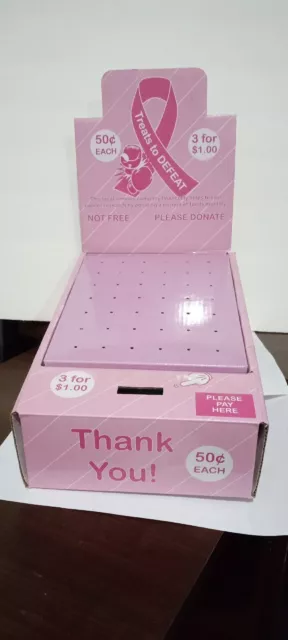 Treats to DEFEAT
50¢
EACH
3 for
$1.00
NOT FREE
PLEASE DONATE
3 for
$1.00
PLEASE
PAY
HERE
Thank
You!
50¢
EACH